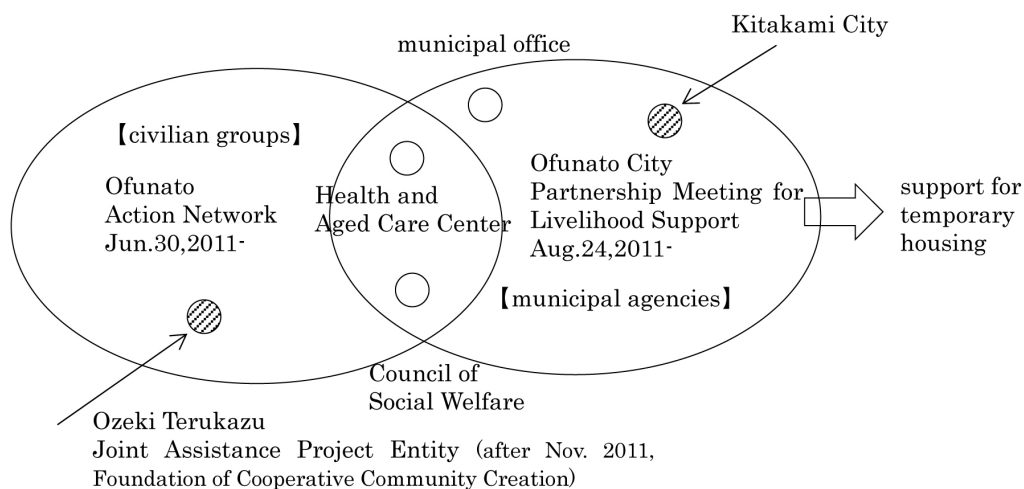 Kitakami City
municipal office
【civilian groups】
Ofunato
Action Network
Jun.30,2011-
Health and
Aged Care Center
Ofunato City
Partnership Meeting for
Livelihood Support
Aug.24,2011-
support for
temporary
housing
【municipal agencies】
Council of
Social Welfare
Ozeki Terukazu
Joint Assistance Project Entity (after Nov. 2011,
Foundation of Cooperative Community Creation)